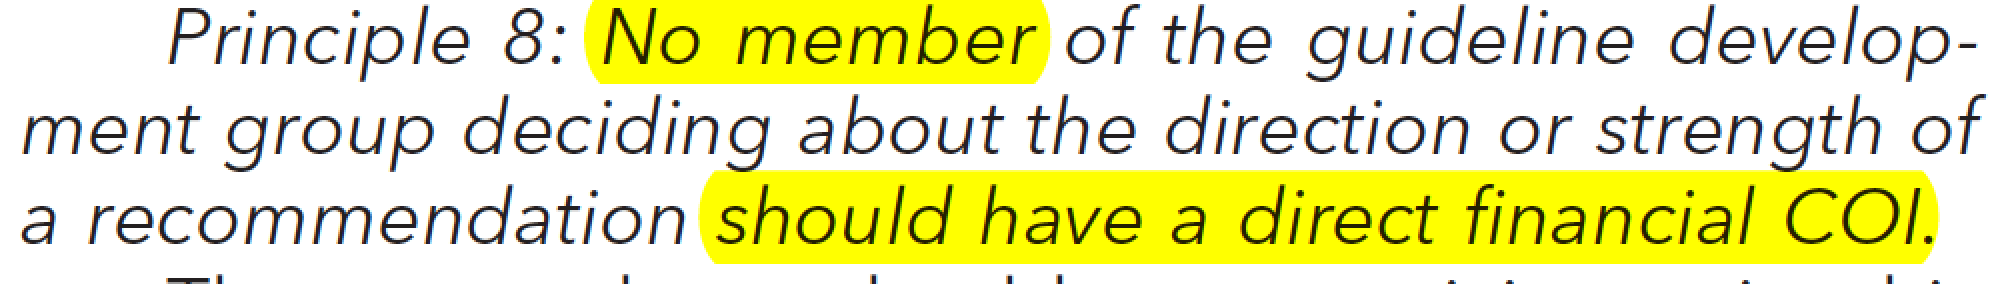 Principle 8: No member of the guideline develop-
ment group deciding about the direction or strength of
a recommendation should have a direct financial COI.